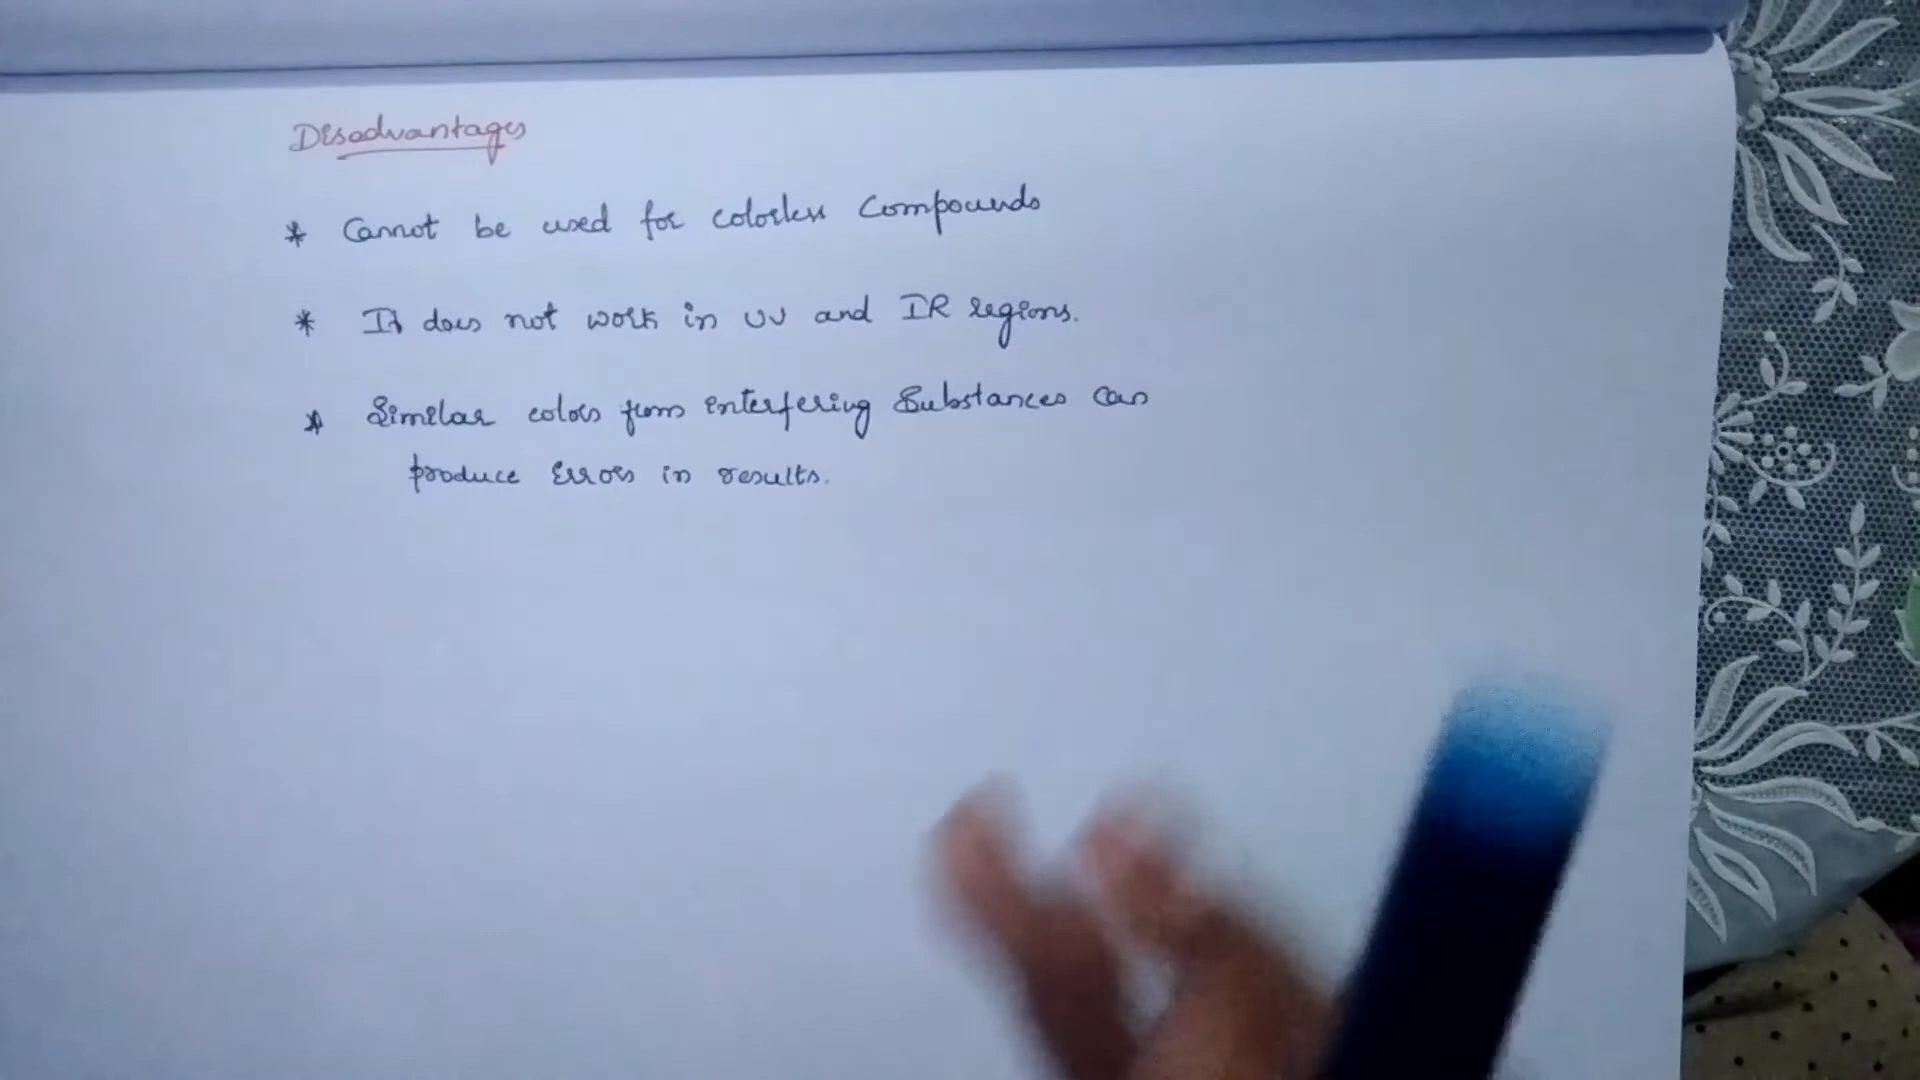 Disadvantages
* Cannot be used for colorless Compounds
* It does not work in UV and IR regions.
* Similar colors from interfering Substances can
produce Errors in results.